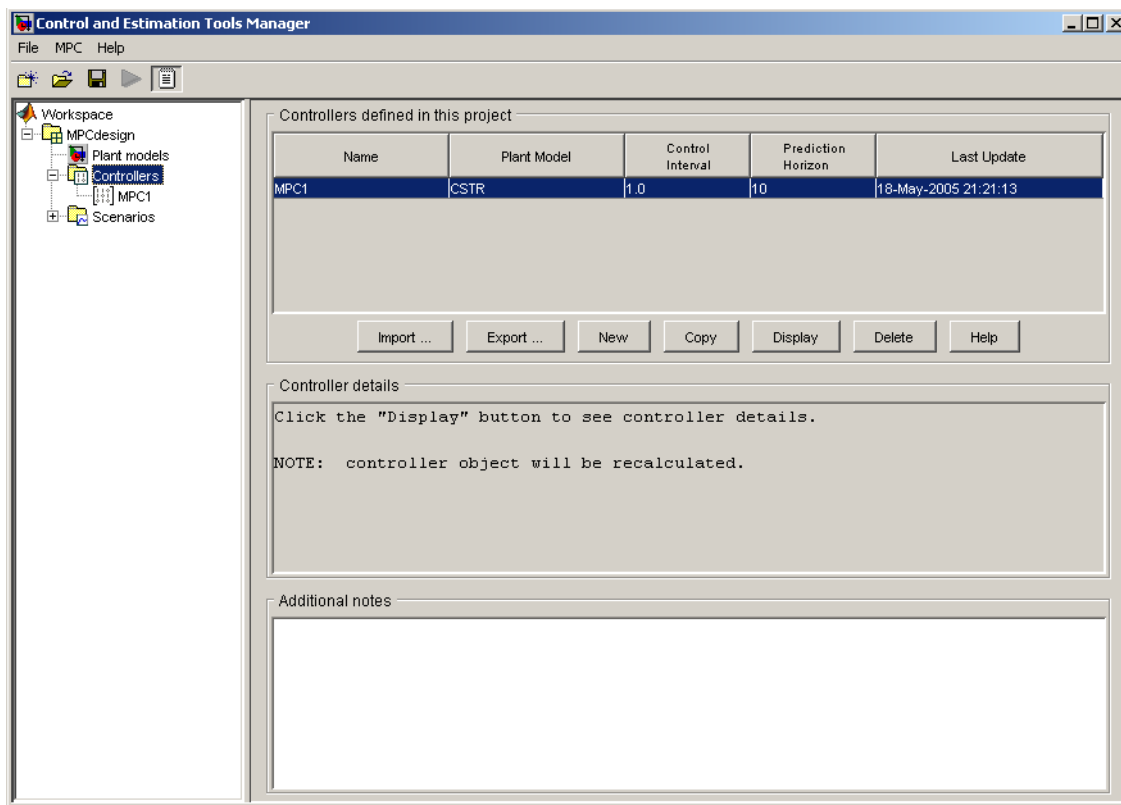 Control and Estimation Tools Manager
File MPC Help
Workspace
MPCdesign
Plant models
Controllers
MPC1
Scenarios
Controllers defined in this project
Name Plant Model Control Interval Prediction Horizon Last Update
MPC1 CSTR 1.0 10 18-May-2005 21:21:13
Import ... Export ... New Copy Display Delete Help
Controller details
Click the "Display" button to see controller details.
NOTE: controller object will be recalculated.
Additional notes